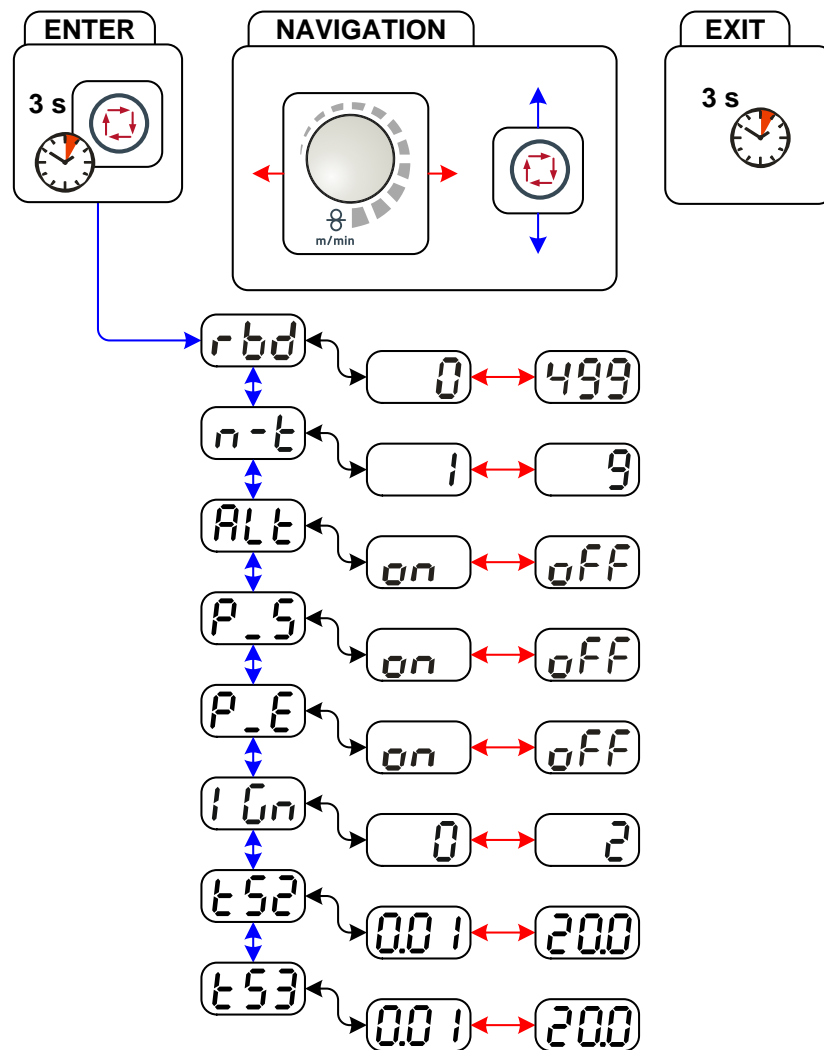 ENTER NAVIGATION EXIT
3 s 3 s
m/min
rbd
0 499
n-t
1 9
ALt
on oFF
P_S
on oFF
P_E
on oFF
IGn
0 2
tS2
0.01 20.0
tS3
0.01 20.0